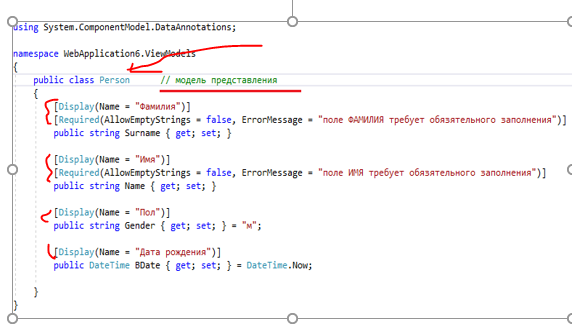 using System.ComponentModel.DataAnnotations;
namespace WebApplication6.ViewModels
{
public class Person // модель представления
{
[Display(Name = "Фамилия")]
[Required(AllowEmptyStrings = false, ErrorMessage = "поле ФАМИЛИЯ требует обязятельного заполнения")]
public string Surname { get; set; }
[Display(Name = "Имя")]
[Required(AllowEmptyStrings = false, ErrorMessage = "поле ИМЯ требует обязятельного заполнения")]
public string Name { get; set; }
[Display(Name = "Пол")]
public string Gender { get; set; } = "м";
[Display(Name = "Дата рождения")]
public DateTime BDate { get; set; } = DateTime.Now;
}
}